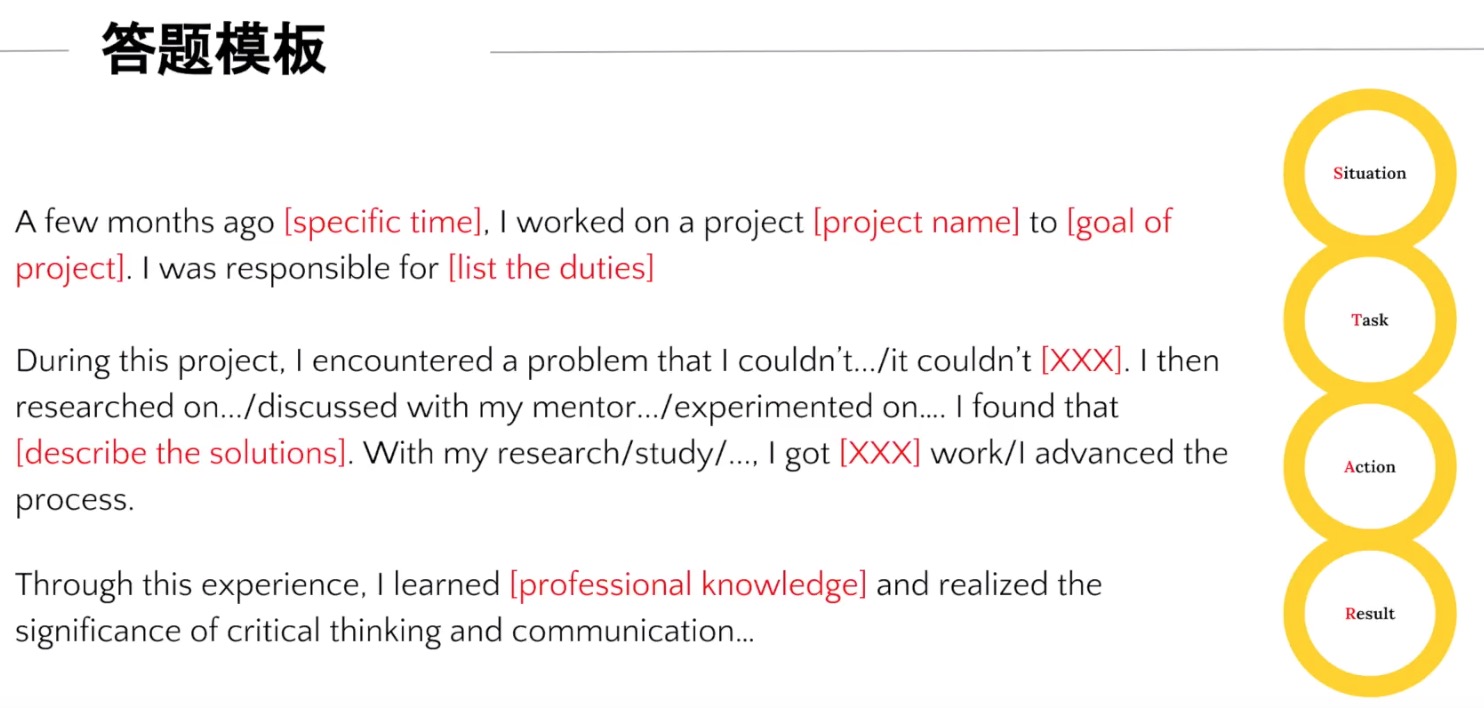 答题模板
A few months ago [specific time], I worked on a project [project name] to [goal of
project]. I was responsible for [list the duties]
During this project, I encountered a problem that I couldn't.../it couldn't [XXX]. I then
researched on.../discussed with my mentor.../experimented on.... I found that
[describe the solutions]. With my research/study/..., I got [XXX] work/I advanced the
process.
Through this experience, I learned [professional knowledge] and realized the
significance of critical thinking and communication...
Situation
Task
Action
Result